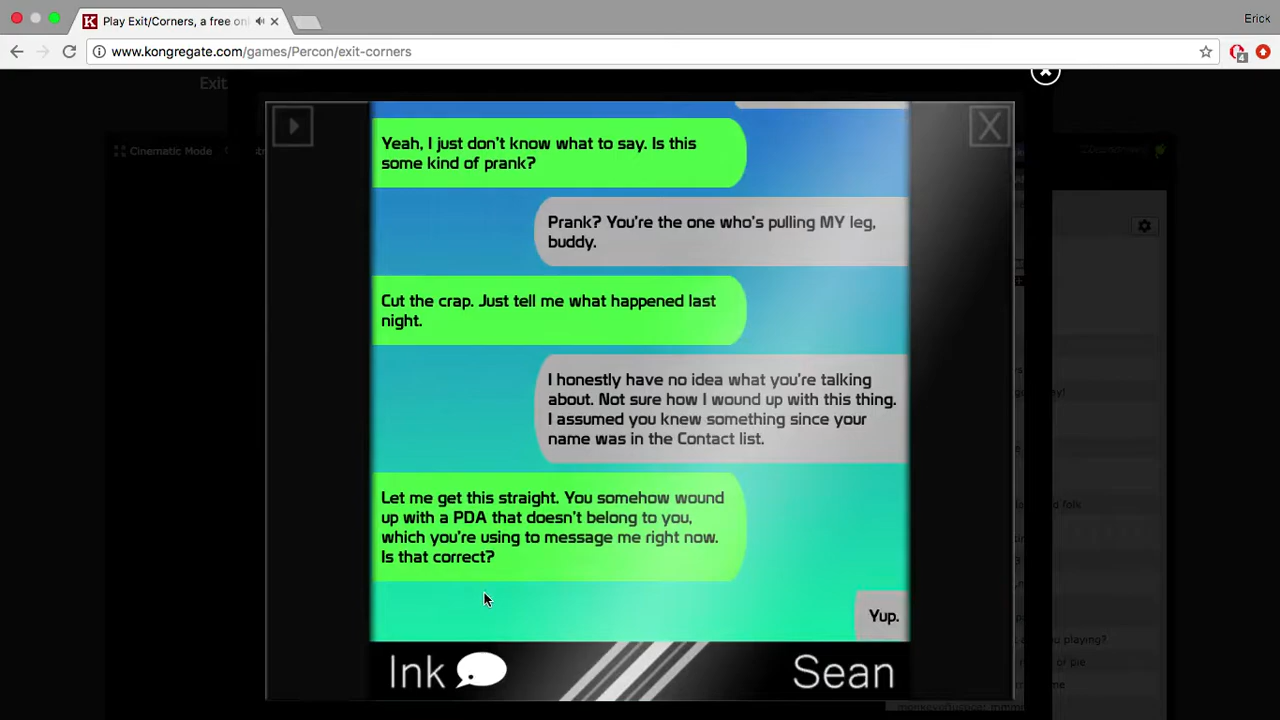 Play Exit/Corners, a free onl
Erick
www.kongregate.com/games/Percon/exit-corners
4
Exit
Cinematic Mode
Yeah, I just don't know what to say. Is this
some kind of prank?
Prank? You're the one who's pulling MY leg,
buddy.
Cut the crap. Just tell me what happened last
night.
I honestly have no idea what you're talking
about. Not sure how I wound up with this thing.
I assumed you knew something since your
name was in the Contact list.
Let me get this straight. You somehow wound
up with a PDA that doesn't belong to you,
which you're using to message me right now.
Is that correct?
Yup.
Ink
Sean